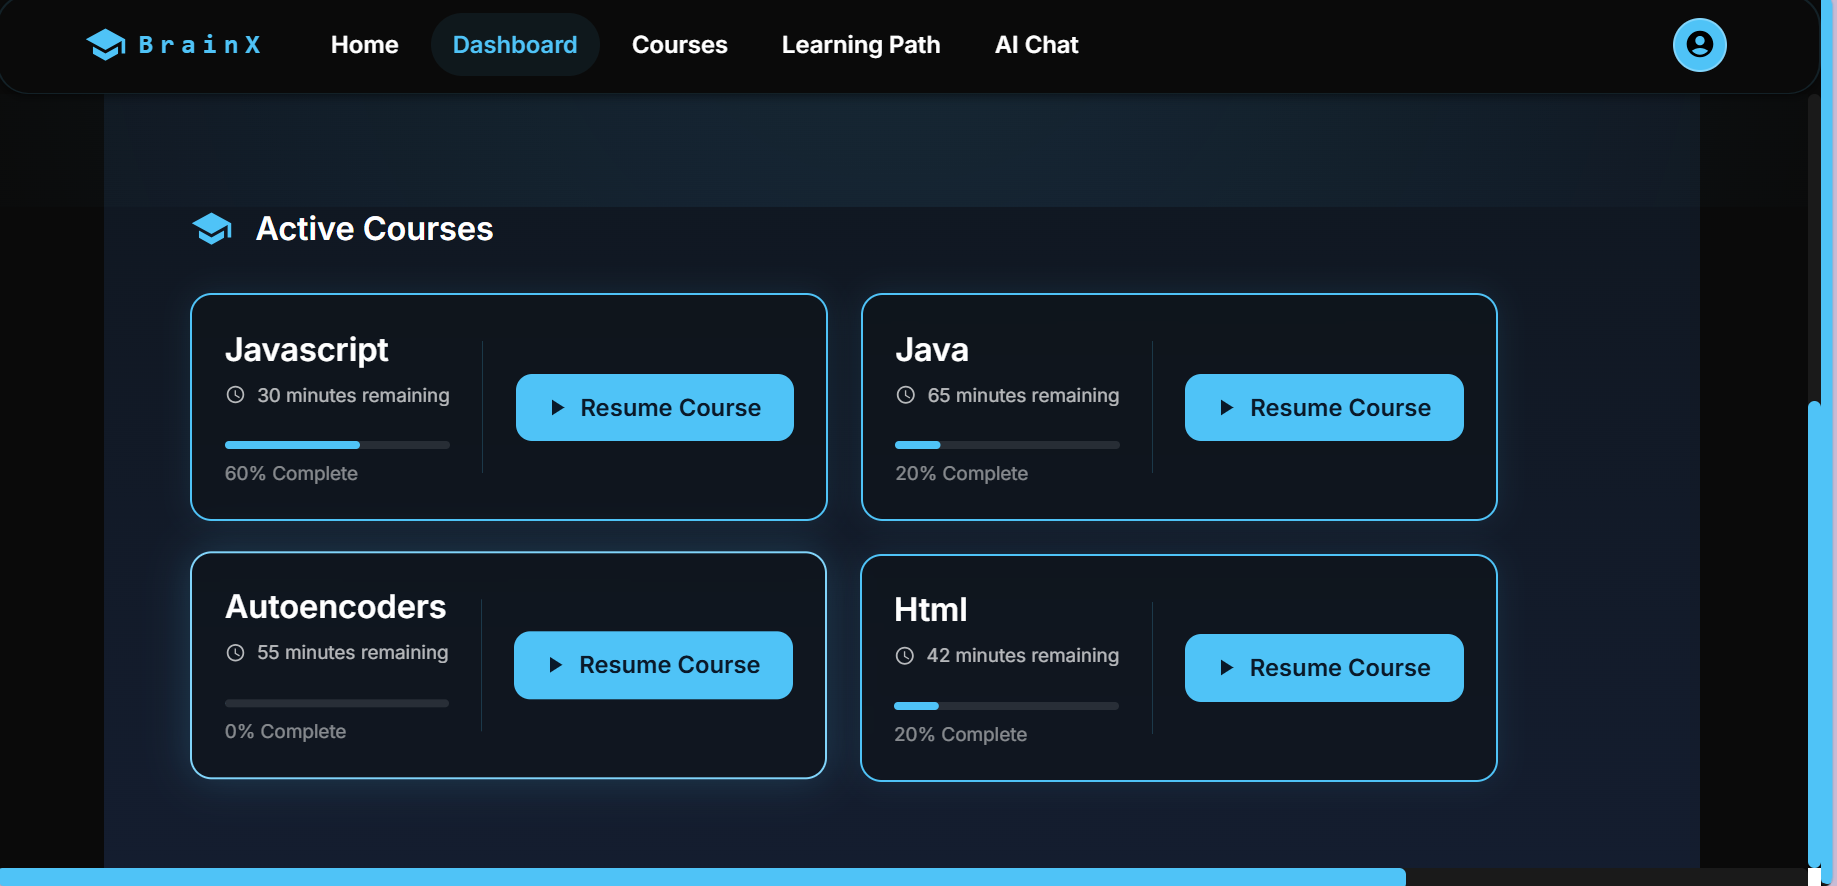 BrainX Home Dashboard Courses Learning Path AI Chat
Active Courses
Javascript
30 minutes remaining
60% Complete
Resume Course
Java
65 minutes remaining
20% Complete
Resume Course
Autoencoders
55 minutes remaining
0% Complete
Resume Course
Html
42 minutes remaining
20% Complete
Resume Course